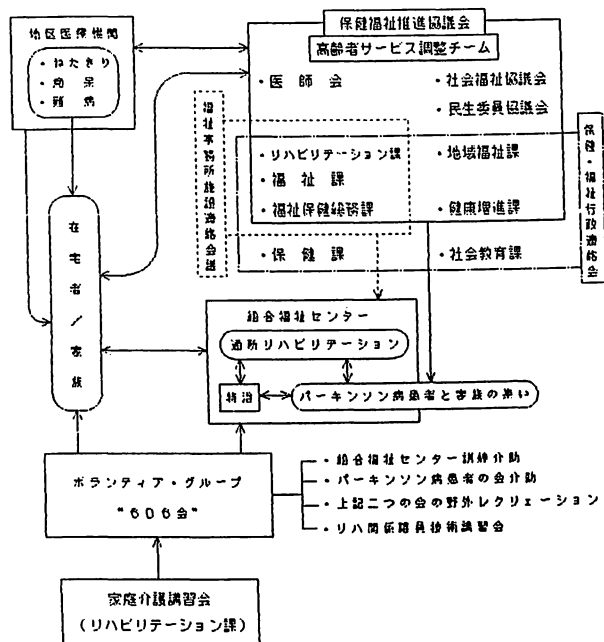 地区医療機関
・ねたきり
・痴呆
・難病
保健福祉推進協議会
高齢者サービス調整チーム
・医師会
・社会福祉協議会
・民生委員協議会
福祉事務所施設連絡会議
・リハビリテーション課
・地域福祉課
・福祉課
・福祉保健総務課
・健康増進課
・保健課
・社会教育課
保健・福祉行政連絡会
在宅者／家族
総合福祉センター
通所リハビリテーション
パーキンソン病患者と家族の集い
ボランティア・グループ
“606会”
・総合福祉センター訓練介助
・パーキンソン病患者の会介助
・上記二つの会の野外レクリェーション
・リハ関係職員技術講習会
家庭介護講習会
（リハビリテーション課）